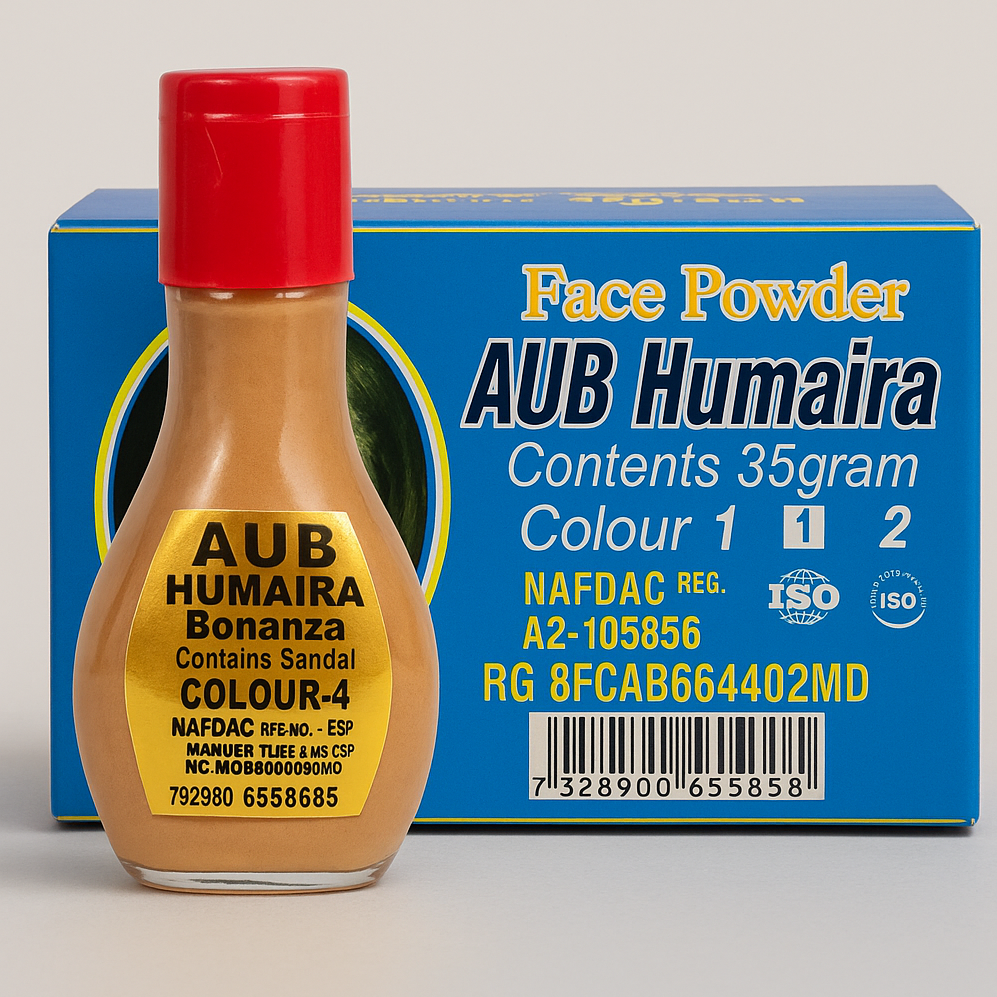 Face Powder
AUB Humaira
Contents 35gram
Colour 1 1 2
NAFDAC REG.
A2-105856
RG 8FCAB664402MD
ISO
ISO
7 328900 655858
AUB
HUMAIRA
Bonanza
Contains Sandal
COLOUR-4
NAFDAC RFE-NO. - ESP
MANUER TLIEE & MS CSP
NC.MOB8000090MO
792980 6558685